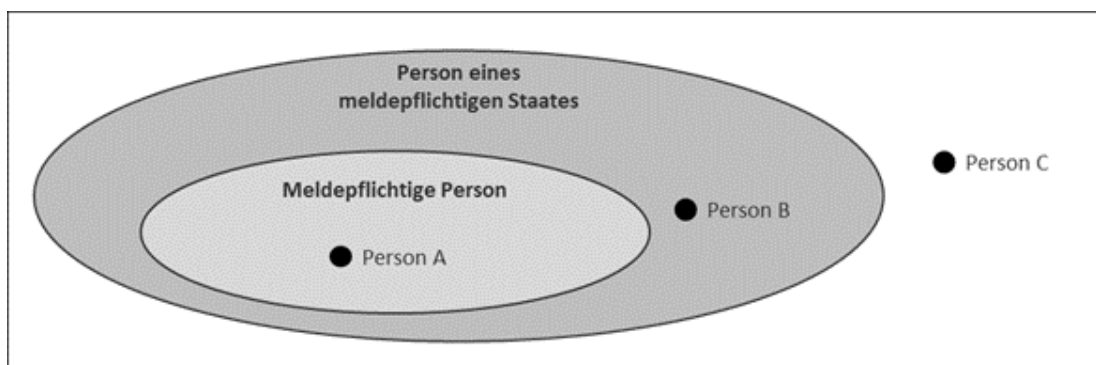 Person eines
meldepflichtigen Staates
Person C
Meldepflichtige Person
Person B
Person A